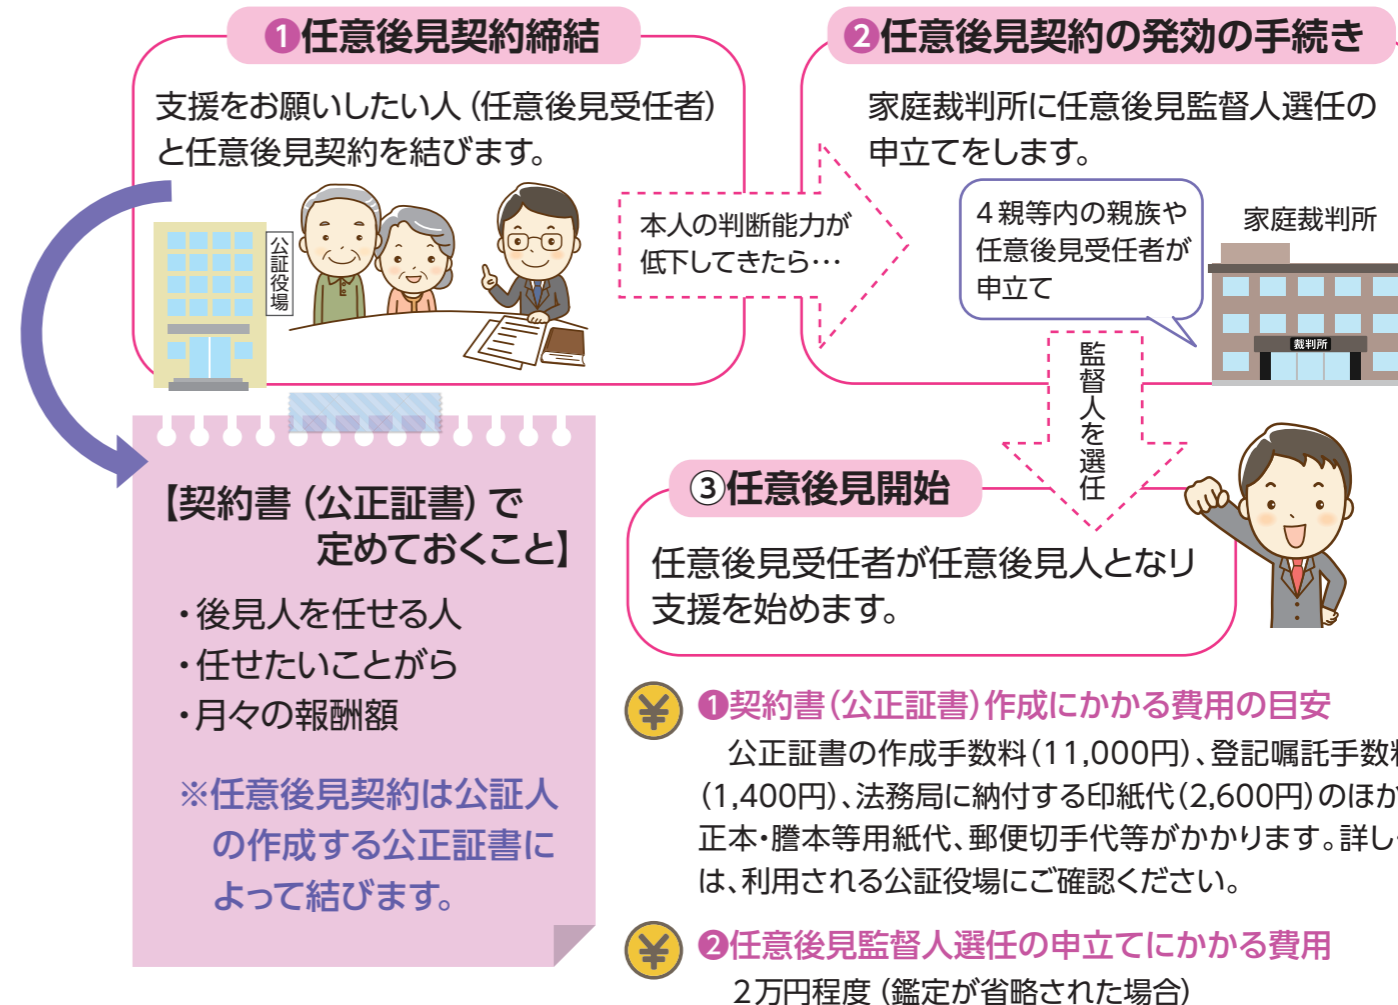 ❶任意後見契約締結
支援をお願いしたい人（任意後見受任者）
と任意後見契約を結びます。
公証役場
本人の判断能力が
低下してきたら…
❷任意後見契約の発効の手続き
家庭裁判所に任意後見監督人選任の
申立てをします。
４親等内の親族や
任意後見受任者が
申立て
家庭裁判所
裁判所
監督人を選任
③任意後見開始
任意後見受任者が任意後見人となり
支援を始めます。
【契約書（公正証書）で
定めておくこと】
・後見人を任せる人
・任せたいことがら
・月々の報酬額
※任意後見契約は公証人
の作成する公正証書に
よって結びます。
❶契約書（公正証書）作成にかかる費用の目安
公正証書の作成手数料（11,000円）、登記嘱託手数料
（1,400円）、法務局に納付する印紙代（2,600円）のほか
正本・謄本等用紙代、郵便切手代等がかかります。詳しく
は、利用される公証役場にご確認ください。
❷任意後見監督人選任の申立てにかかる費用
２万円程度（鑑定が省略された場合）